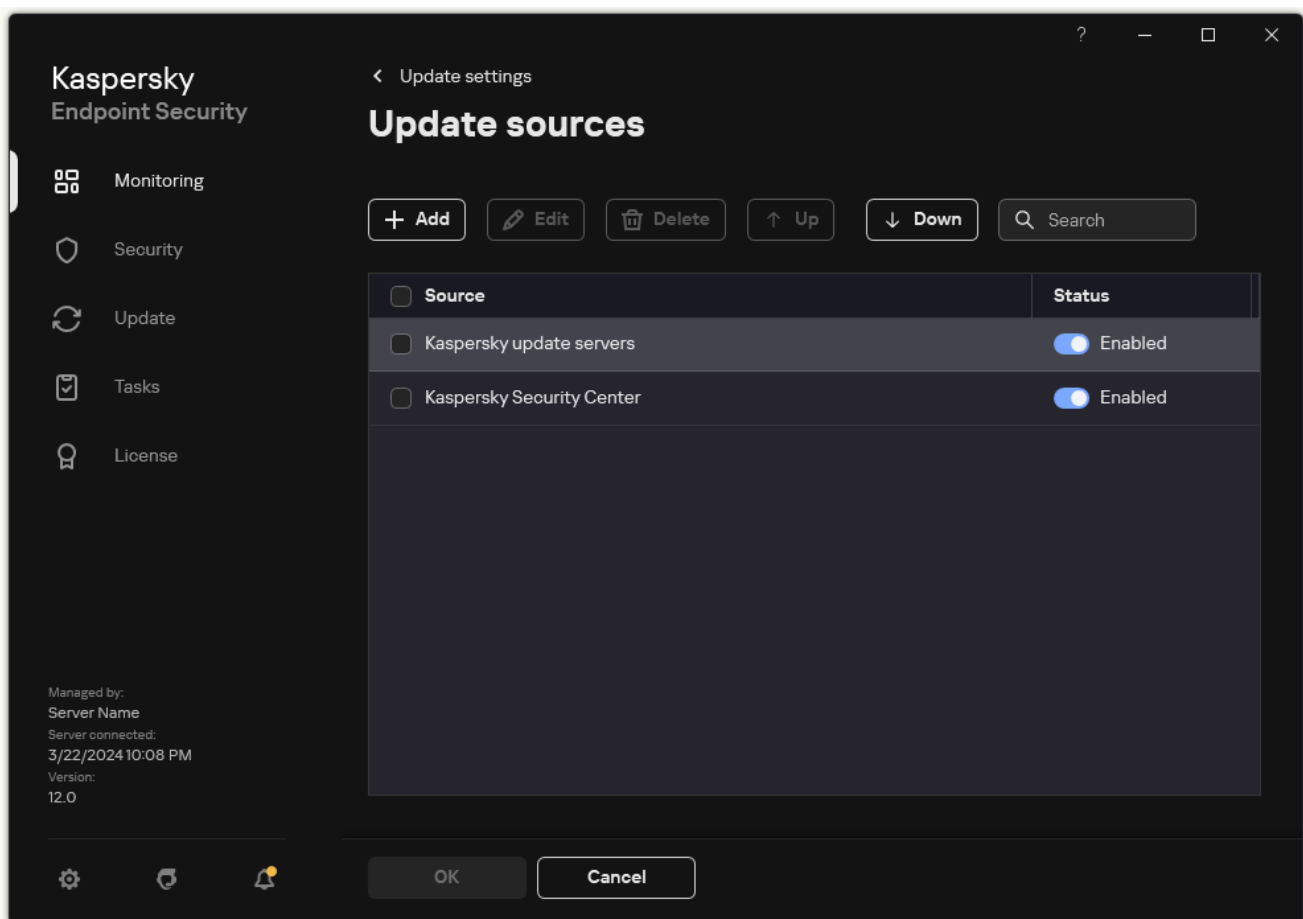 ?
Kaspersky
Endpoint Security
Monitoring
Security
Update
Tasks
License
Managed by:
Server Name
Server connected:
3/22/2024 10:08 PM
Version:
12.0
Update settings
Update sources
Add Edit Delete Up Down Search
Source Status
Kaspersky update servers Enabled
Kaspersky Security Center Enabled
OK Cancel